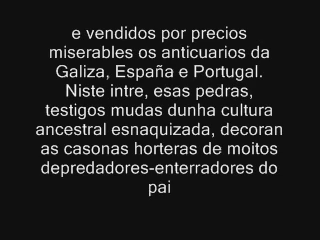 e vendidos por precios
miserables os anticuarios da
Galiza, España e Portugal.
Niste intre, esas pedras,
testigos mudas dunha cultura
ancestral esnaquizada, decoran
as casonas horteras de moitos
depredadores-enterradores do
pai